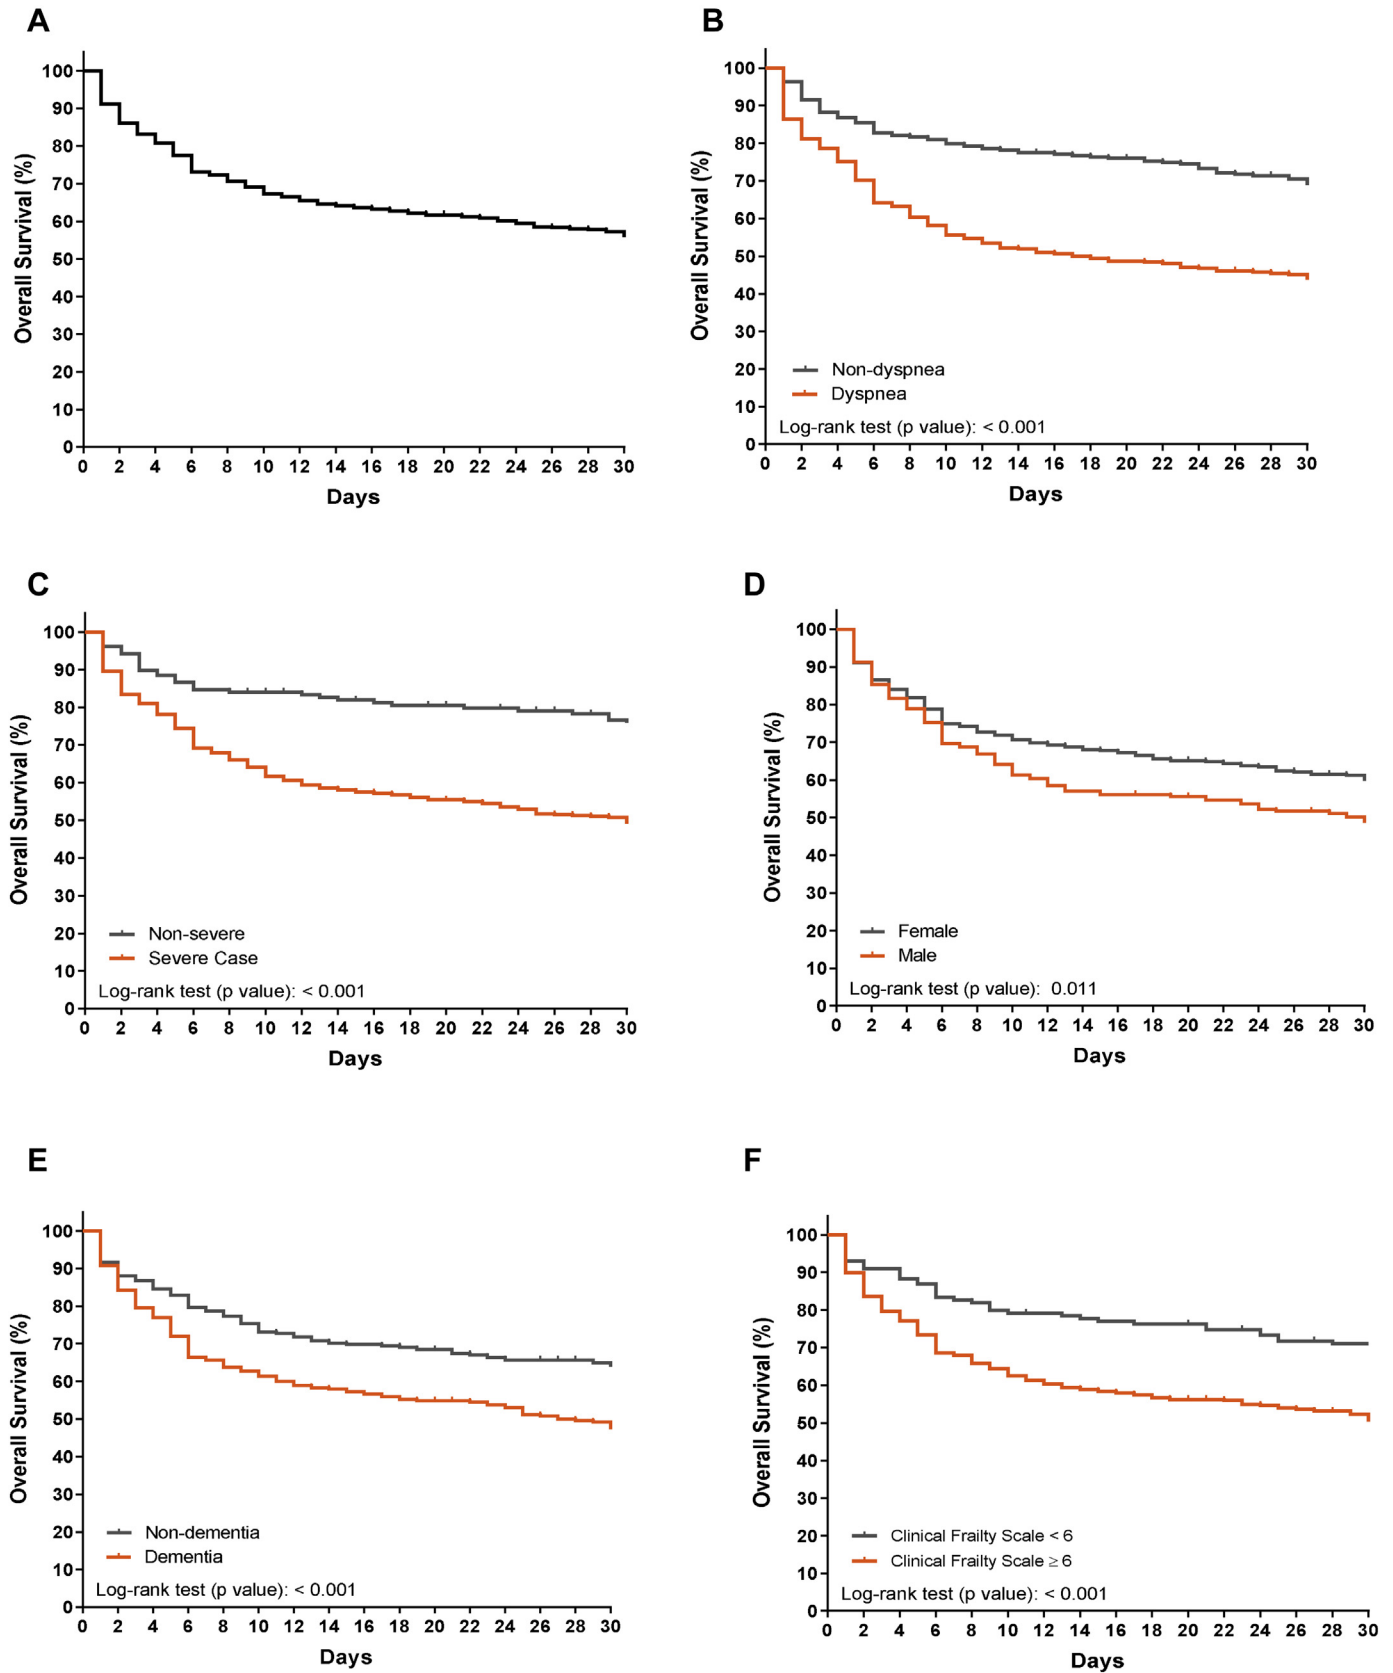 A
Overall Survival (%)
100
90
80
70
60
50
40
30
20
10
0
0 2 4 6 8 10 12 14 16 18 20 22 24 26 28 30
Days
B
Overall Survival (%)
100
90
80
70
60
50
40
30
20
10
0
Non-dyspnea
Dyspnea
Log-rank test (p value): < 0.001
0 2 4 6 8 10 12 14 16 18 20 22 24 26 28 30
Days
C
Overall Survival (%)
100
90
80
70
60
50
40
30
20
10
0
Non-severe
Severe Case
Log-rank test (p value): < 0.001
0 2 4 6 8 10 12 14 16 18 20 22 24 26 28 30
Days
D
Overall Survival (%)
100
90
80
70
60
50
40
30
20
10
0
Female
Male
Log-rank test (p value): 0.011
0 2 4 6 8 10 12 14 16 18 20 22 24 26 28 30
Days
E
Overall Survival (%)
100
90
80
70
60
50
40
30
20
10
0
Non-dementia
Dementia
Log-rank test (p value): < 0.001
0 2 4 6 8 10 12 14 16 18 20 22 24 26 28 30
Days
F
Overall Survival (%)
100
90
80
70
60
50
40
30
20
10
0
Clinical Frailty Scale < 6
Clinical Frailty Scale ≥ 6
Log-rank test (p value): < 0.001
0 2 4 6 8 10 12 14 16 18 20 22 24 26 28 30
Days